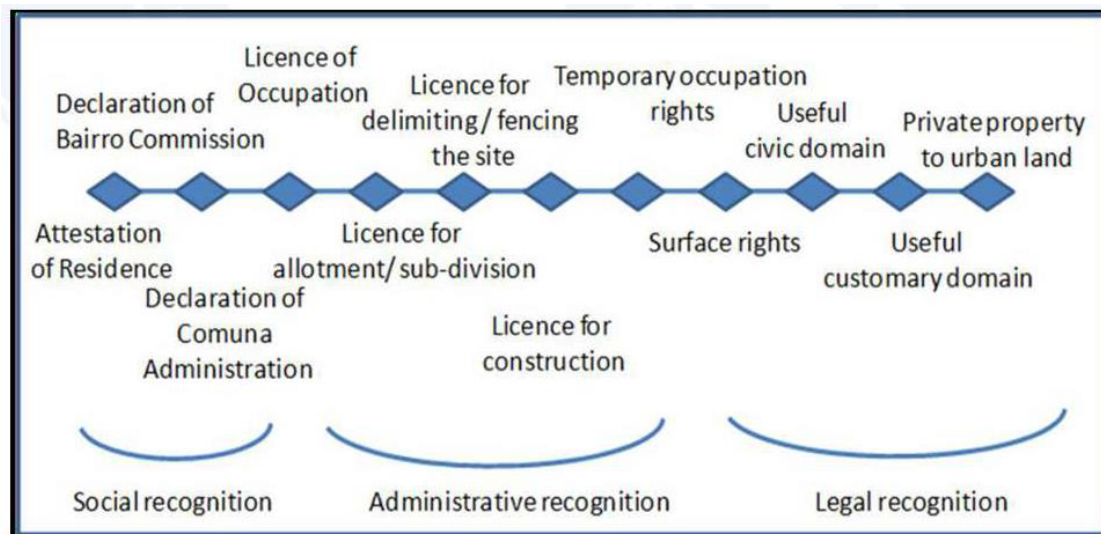 Declaration of
Bairro Commission
Licence of
Occupation
Licence for
delimiting/ fencing
the site
Temporary occupation
rights
Useful
civic domain
Private property
to urban land
Attestation
of Residence
Declaration of
Comuna
Administration
Licence for
allotment/ sub-division
Licence for
construction
Surface rights
Useful
customary domain
Social recognition
Administrative recognition
Legal recognition